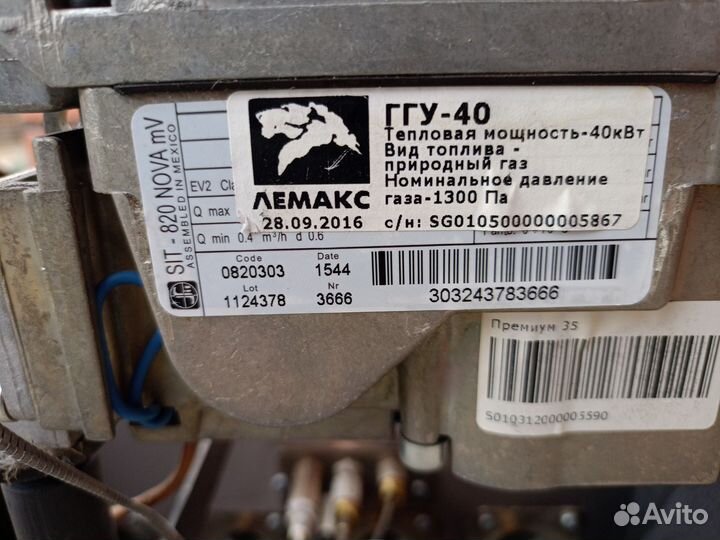 ГГУ-40
Тепловая мощность-40кВт
Вид топлива -
природный газ
Номинальное давление
газа-1300 Па
ЛЕМАКС
28.09.2016 с/н: SG010500000005867
SIT - 820 NOVA mV
ASSEMBLED IN MEXICO
EV2 Cla
Q max
Q min 0.4 m³/h d 0.6
Code Date
0820303 1544
Lot Nr
1124378 3666
303243783666
Премиум 35
S010312000005590
Avito